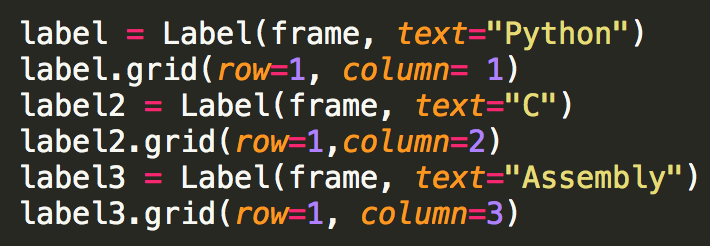 label = Label(frame, text="Python")
label.grid(row=1, column= 1)
label2 = Label(frame, text="C")
label2.grid(row=1,column=2)
label3 = Label(frame, text="Assembly")
label3.grid(row=1, column=3)